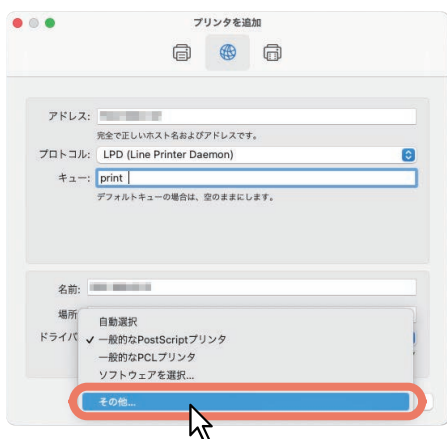 プリンタを追加
アドレス:
完全で正しいホスト名およびアドレスです。
プロトコル: LPD (Line Printer Daemon)
キュー: print
デフォルトキューの場合は、空のままにします。
名前:
場所
自動選択
ドライバ ✓ 一般的なPostScriptプリンタ
一般的なPCLプリンタ
ソフトウェアを選択...
その他...